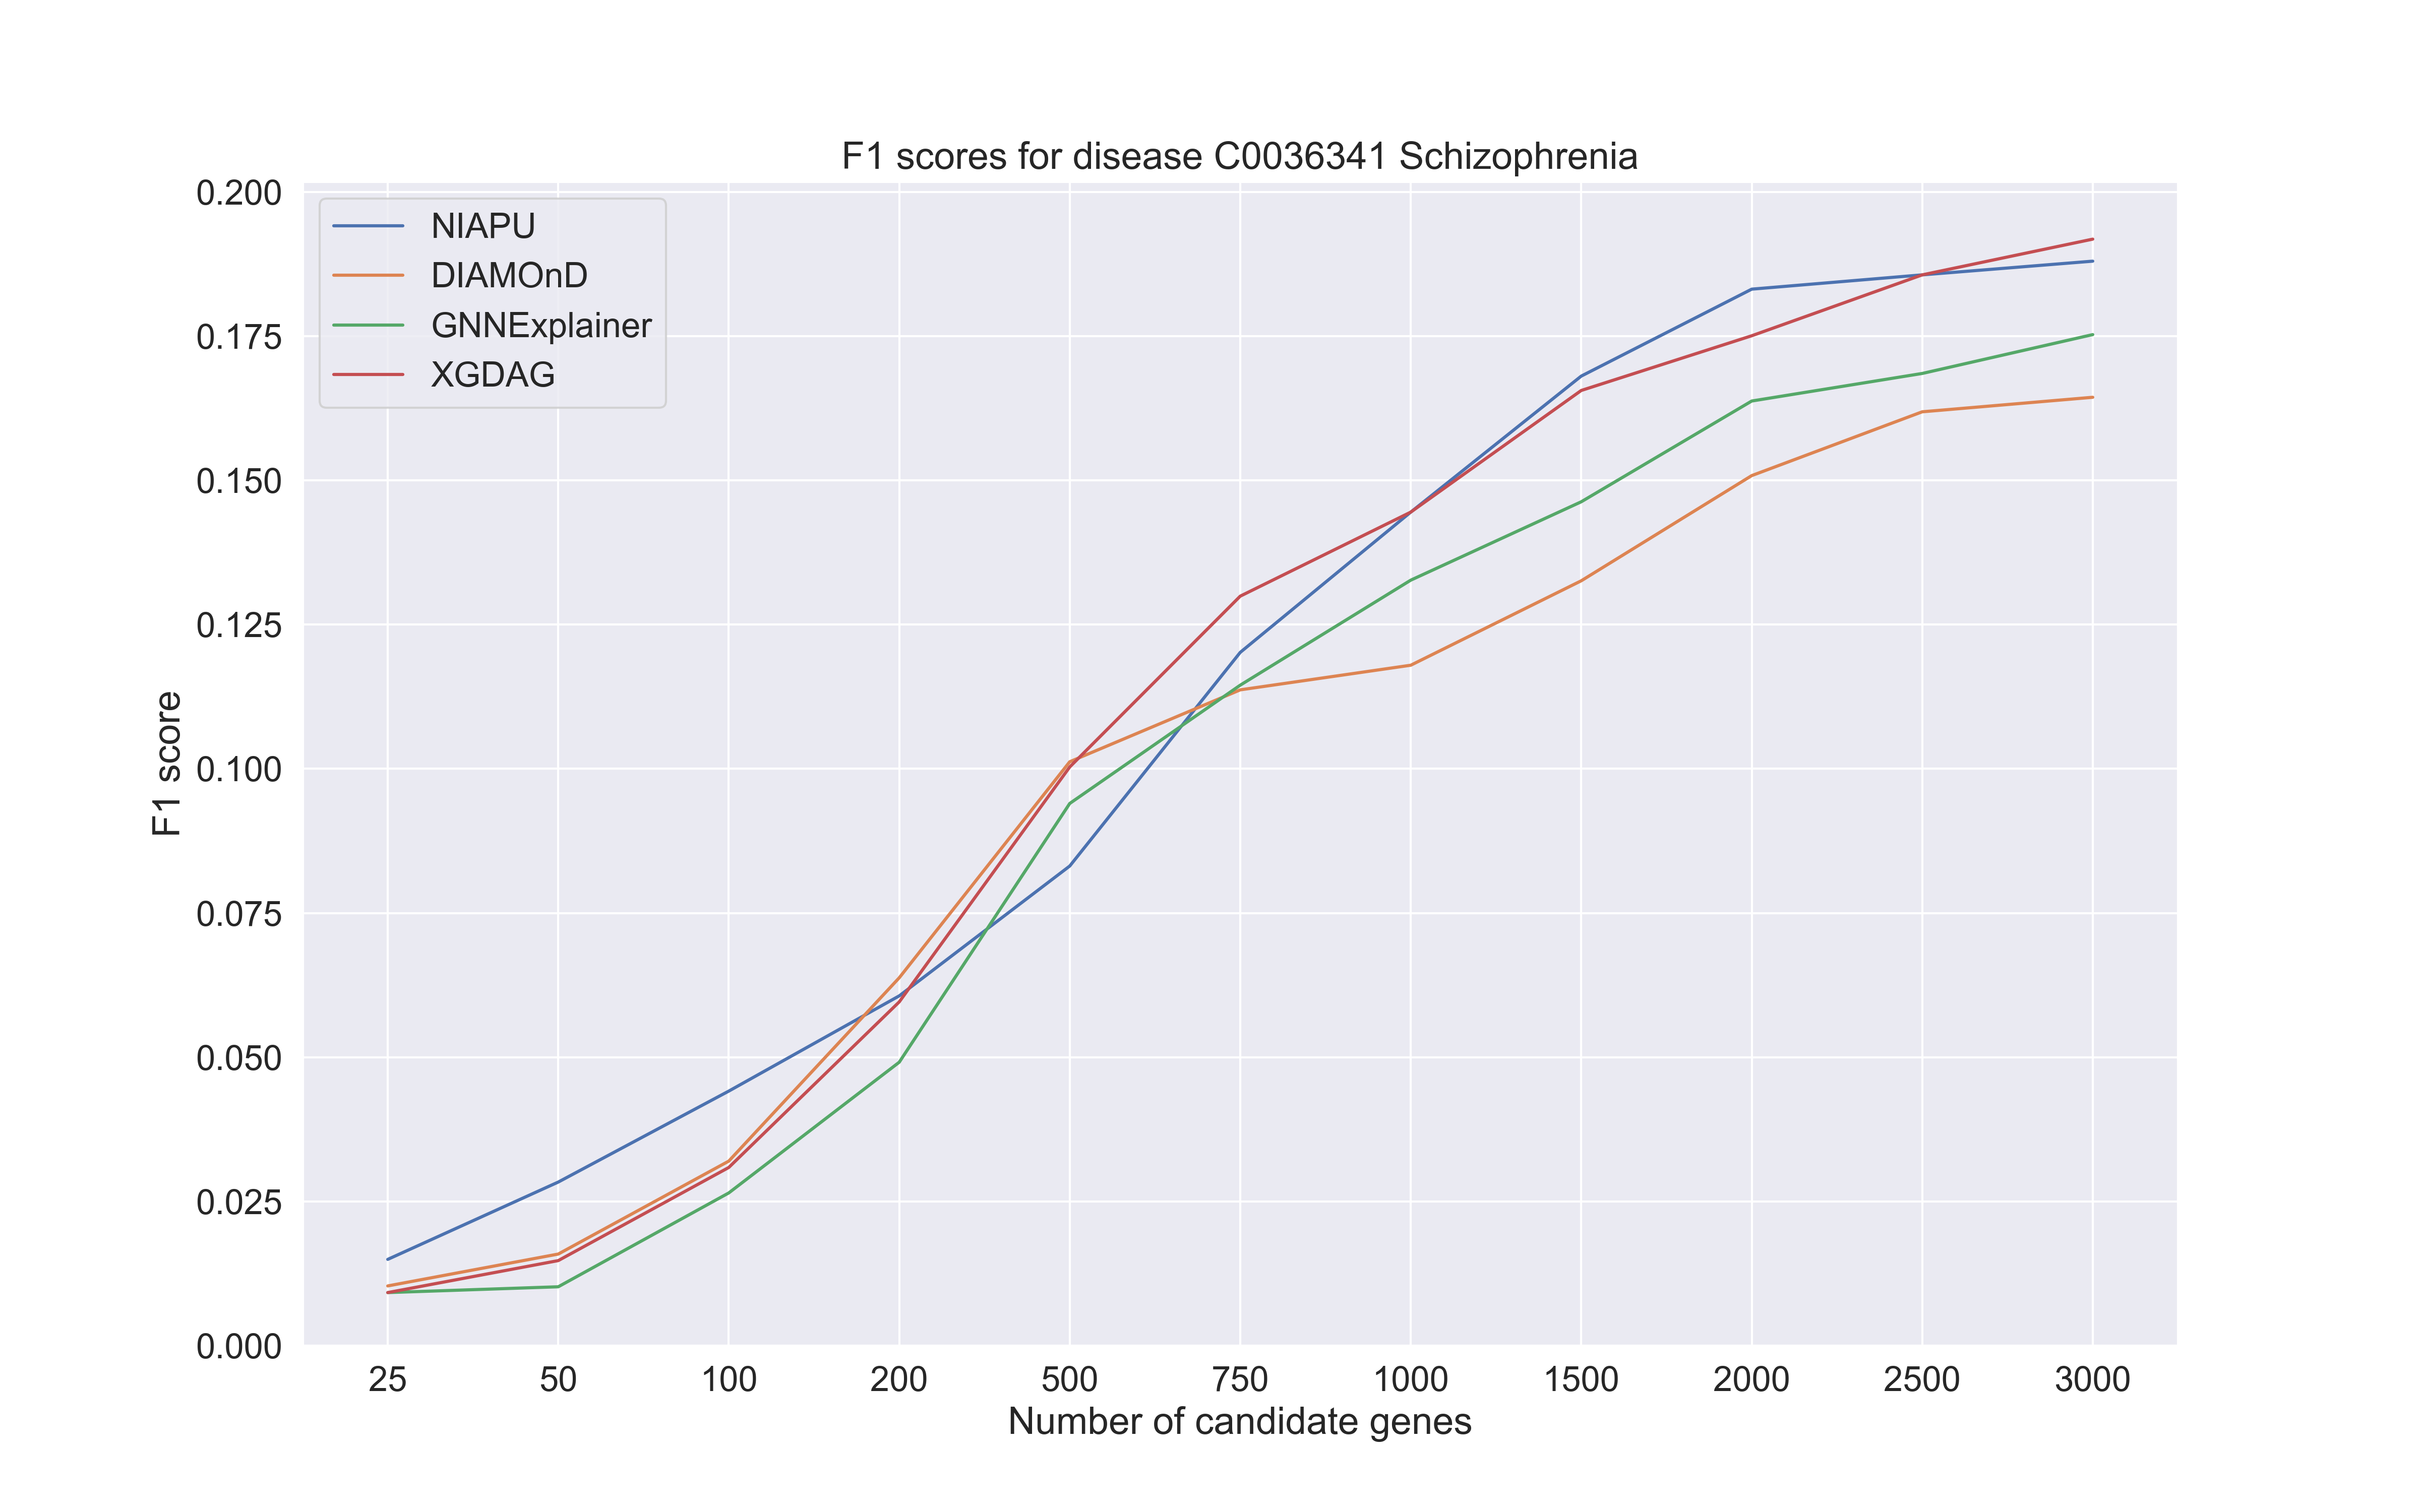 F1 scores for disease C0036341 Schizophrenia
NIAPU
DIAMOnD
GNNExplainer
XGDAG
F1 score
0.200
0.175
0.150
0.125
0.100
0.075
0.050
0.025
0.000
25 50 100 200 500 750 1000 1500 2000 2500 3000
Number of candidate genes